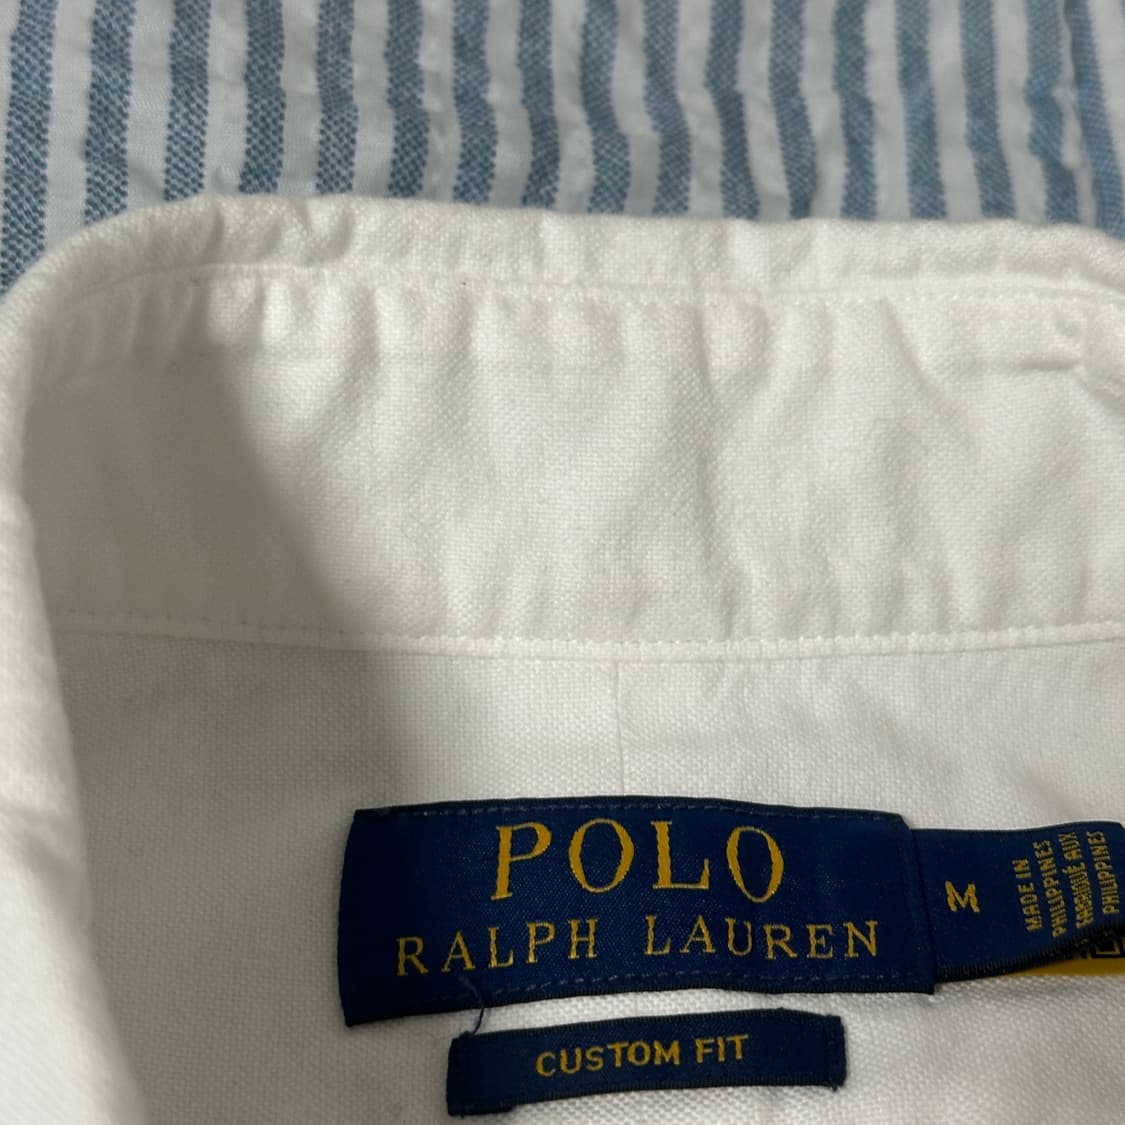 POLO
RALPH LAUREN
M
MADE IN
PHILIPPINES
FABRIQUÉ AUX
PHILIPPINES
CUSTOM FIT